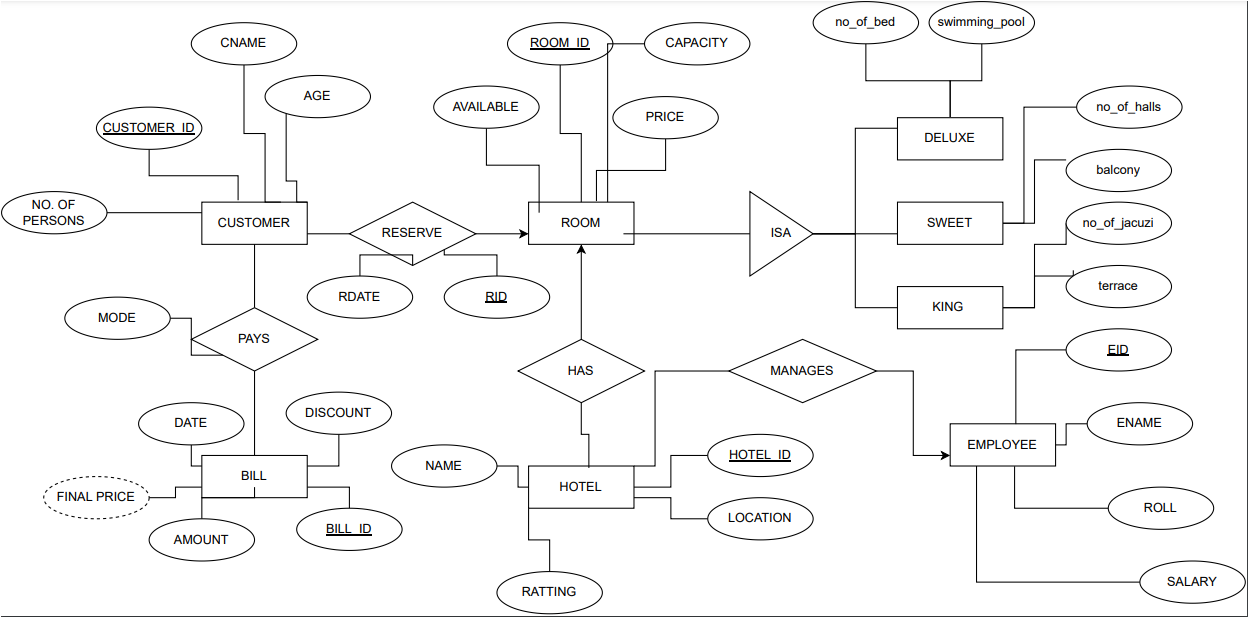 no_of_bed
swimming_pool
CNAME
ROOM_ID
CAPACITY
AGE
AVAILABLE
PRICE
no_of_halls
CUSTOMER_ID
DELUXE
balcony
NO. OF
PERSONS
CUSTOMER
RESERVE
ROOM
ISA
SWEET
no_of_jacuzi
RDATE
RID
KING
terrace
MODE
PAYS
HAS
MANAGES
EID
DATE
DISCOUNT
ENAME
EMPLOYEE
NAME
HOTEL_ID
BILL
HOTEL
FINAL PRICE
ROLL
LOCATION
BILL_ID
AMOUNT
RATTING
SALARY